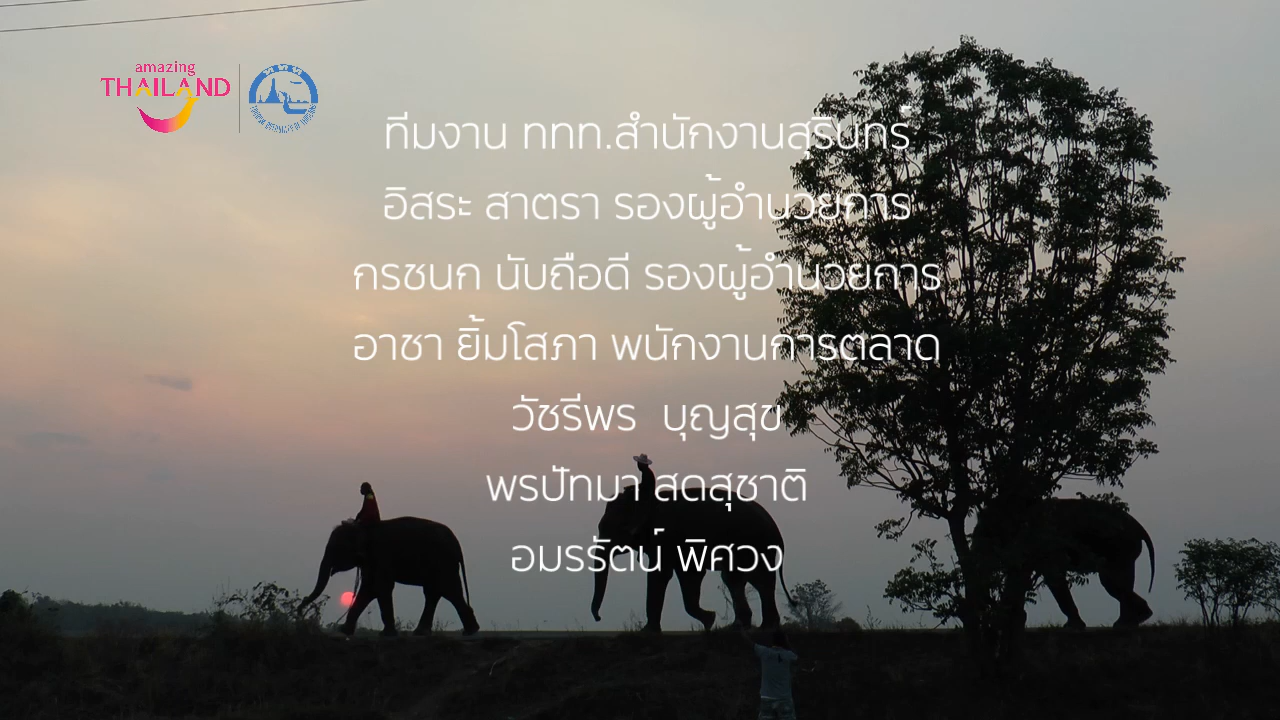 amazing
THAILAND
ททท
ทีมงาน ททท.สำนักงานสุรินทร์
อิสระ สาตรา รองผู้อำนวยการ
กรชนก นับถือดี รองผู้อำนวยการ
อาชา ยิ้มโสภา พนักงานการตลาด
วัชรีพร บุญสุข
พรปัทมา สดสุชาติ
อมรรัตน์ พิศวง